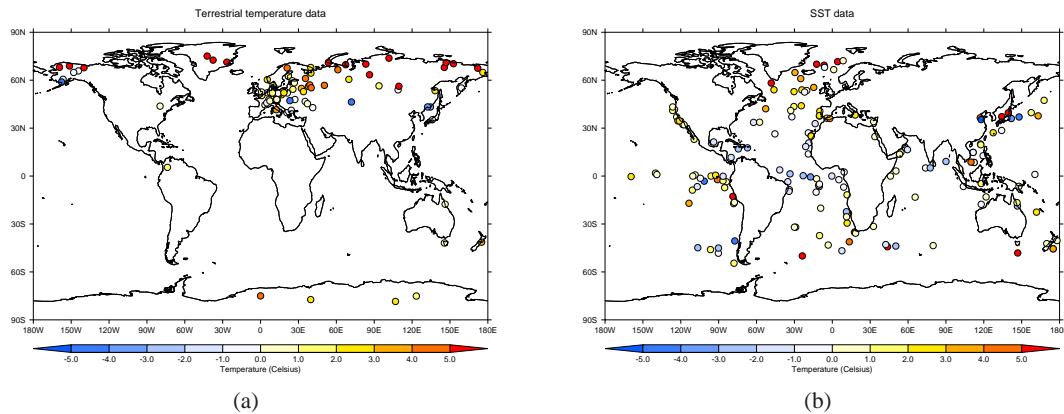 Terrestrial temperature data
90N
60N
30N
0
30S
60S
90S
180W 150W 120W 90W 60W 30W 0 30E 60E 90E 120E 150E 180E
-5.0 -4.0 -3.0 -2.0 -1.0 0.0 1.0 2.0 3.0 4.0 5.0
Temperature (Celsius)
(a)
SST data
90N
60N
30N
0
30S
60S
90S
180W 150W 120W 90W 60W 30W 0 30E 60E 90E 120E 150E 180E
-5.0 -4.0 -3.0 -2.0 -1.0 0.0 1.0 2.0 3.0 4.0 5.0
Temperature (Celsius)
(b)